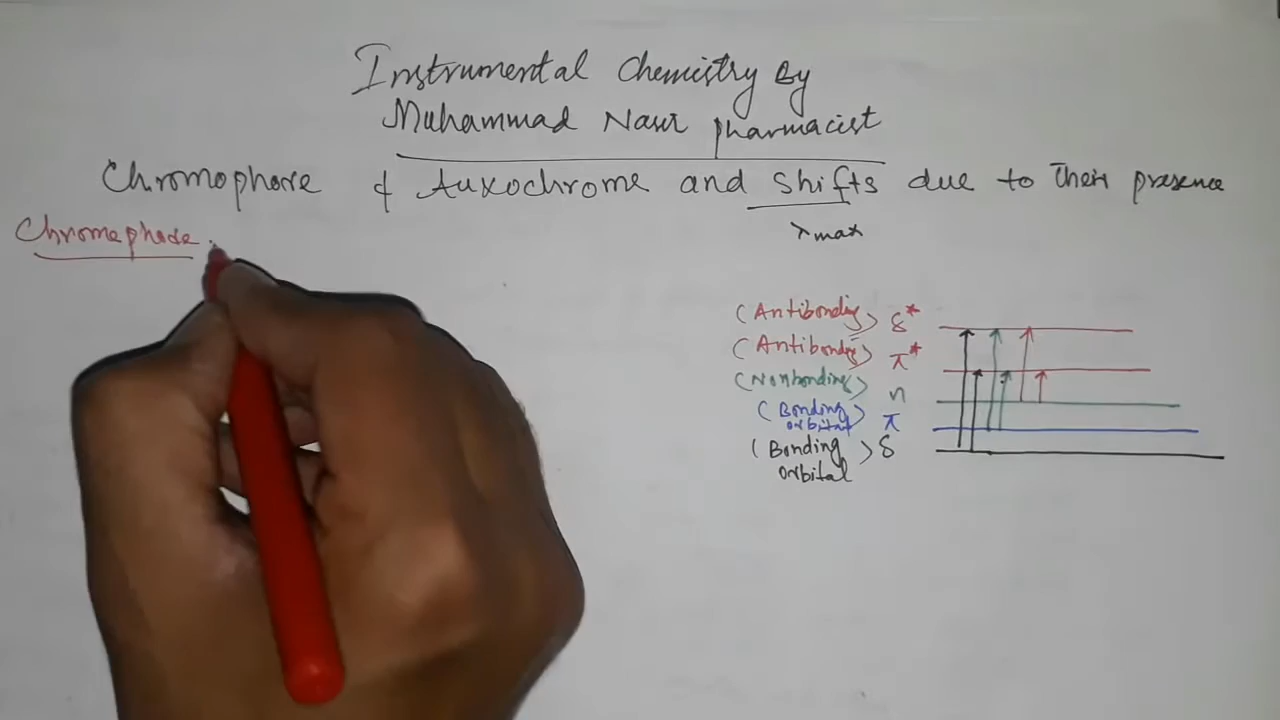 Instrumental Chemistry By
Muhammad Nasir pharmacist
Chromophore & Auxochrome and Shifts due to Their presence
λmax
Chromophore:
(Antibonding) δ*
(Antibonding) π*
(Nonbonding) n
(Bonding orbital) π
(Bonding orbital) δ